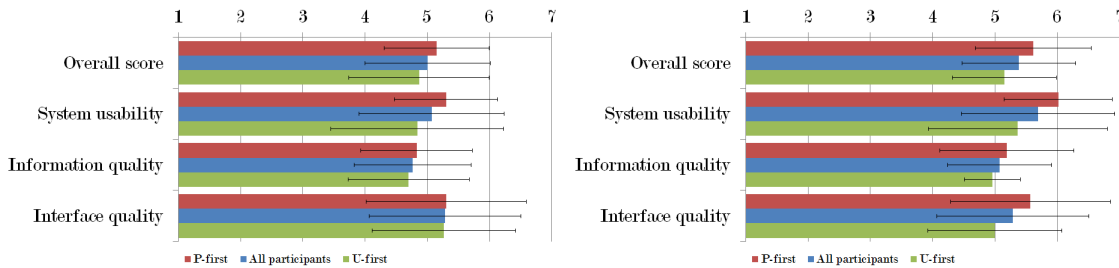 1 2 3 4 5 6 7
Overall score
System usability
Information quality
Interface quality
P-first All participants U-first
1 2 3 4 5 6 7
Overall score
System usability
Information quality
Interface quality
P-first All participants U-first